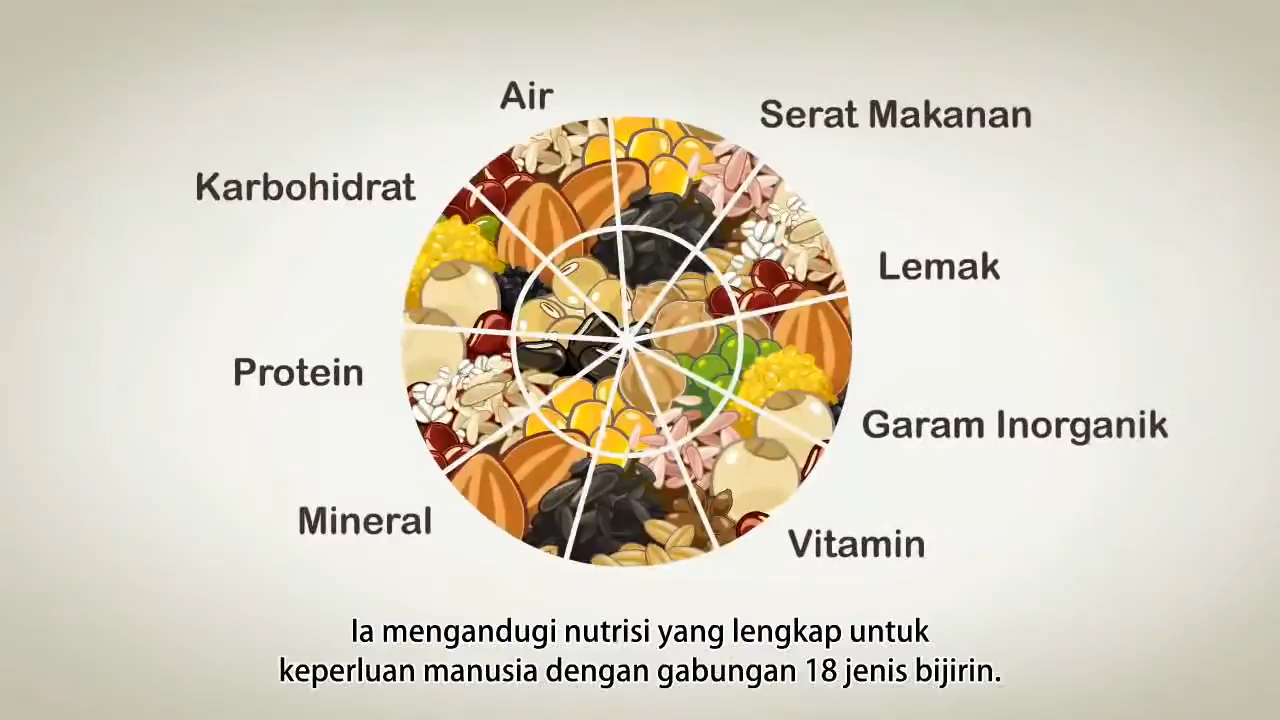 Air
Serat Makanan
Karbohidrat
Lemak
Protein
Garam Inorganik
Mineral
Vitamin
Ia mengandugi nutrisi yang lengkap untuk
keperluan manusia dengan gabungan 18 jenis bijirin.